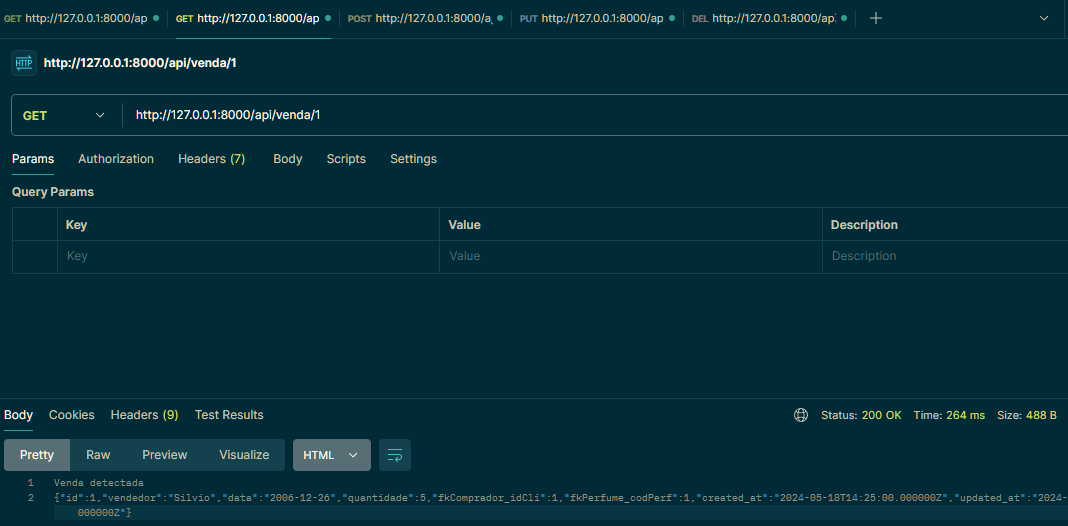 GET http://127.0.0.1:8000/ap GET http://127.0.0.1:8000/ap POST http://127.0.0.1:8000/a PUT http://127.0.0.1:8000/ap DEL http://127.0.0.1:8000/ap
HTTP http://127.0.0.1:8000/api/venda/1
GET http://127.0.0.1:8000/api/venda/1
Params Authorization Headers (7) Body Scripts Settings
Query Params
Key Value Description
Key Value Description
Body Cookies Headers (9) Test Results Status: 200 OK Time: 264 ms Size: 488 B
Pretty Raw Preview Visualize HTML
1 Venda detectada
2 {"id":1,"vendedor":"Silvio","data":"2006-12-26","quantidade":5,"fkComprador_idCli":1,"fkPerfume_codPerf":1,"created_at":"2024-05-18T14:25:00.000000Z","updated_at":"2024-
000000Z"}